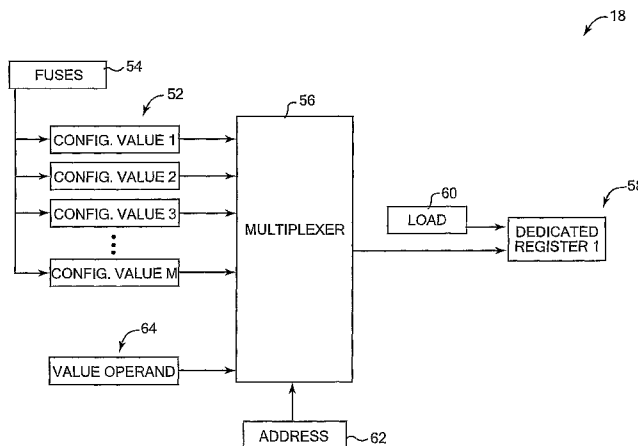 18
FUSES
54
52
56
CONFIG. VALUE 1
CONFIG. VALUE 2
CONFIG. VALUE 3
CONFIG. VALUE M
MULTIPLEXER
60
LOAD
58
DEDICATED
REGISTER 1
64
VALUE OPERAND
ADDRESS
62